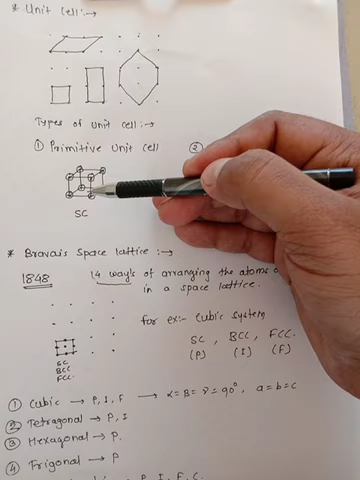 * Unit Cell:→
Types of Unit cell:→
① Primitive Unit Cell
②
SC
* Bravais Space lattice :→
1848 14 way's of arranging the atoms
in a space lattice.
for ex:- Cubic System
SC , BCC , FCC.
(P) (I) (F)
SC
BCC
FCC.
① Cubic → P, I, F → α = β = γ = 90°, a = b = c
② Tetragonal → P, I
③ Hexagonal → P.
④ Trigonal → P
P, I, F, C.